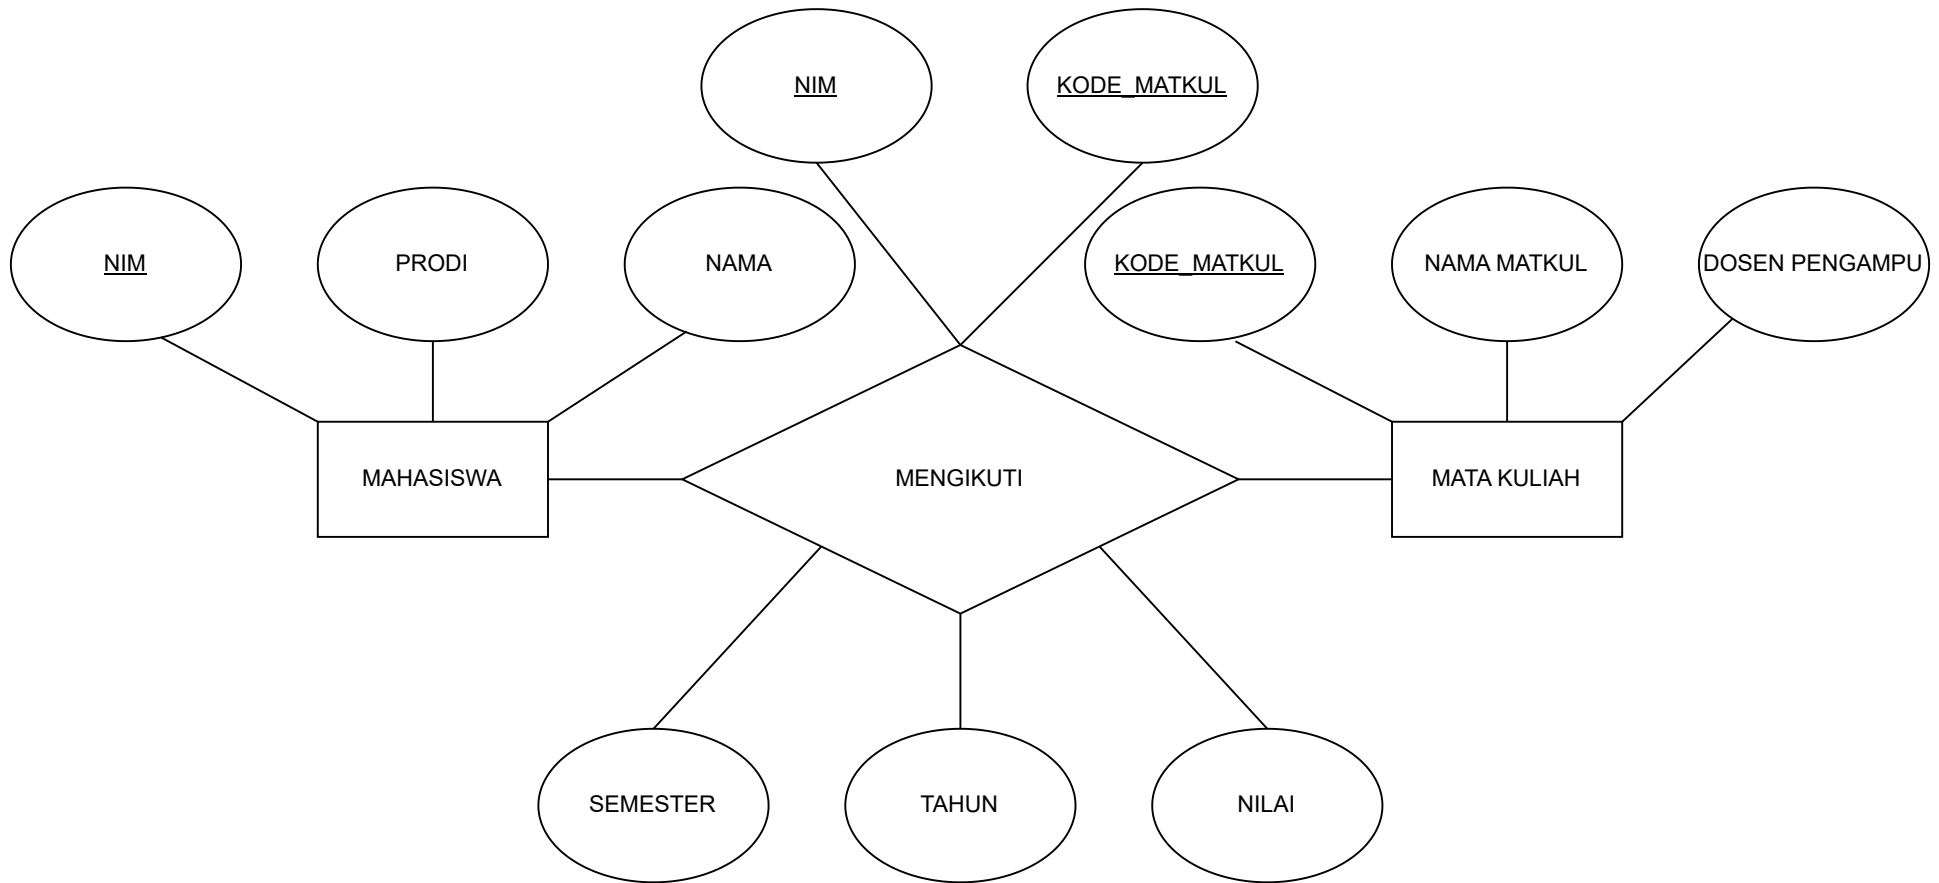 NIM
KODE_MATKUL
NIM
PRODI
NAMA
KODE_MATKUL
NAMA MATKUL
DOSEN PENGAMPU
MAHASISWA
MENGIKUTI
MATA KULIAH
SEMESTER
TAHUN
NILAI